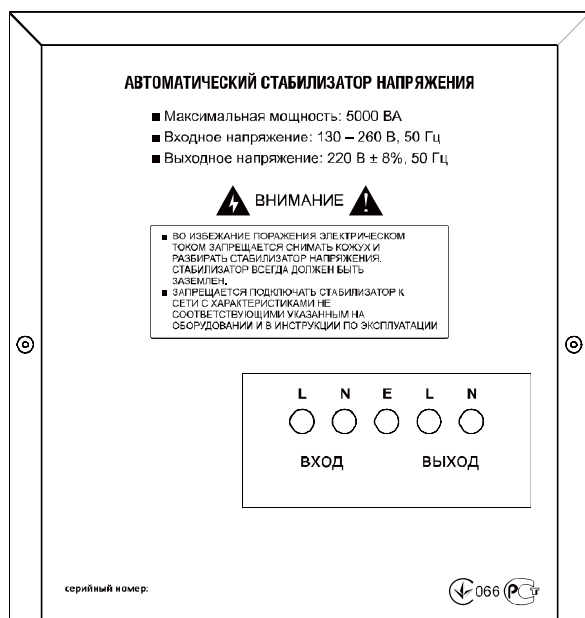 АВТОМАТИЧЕСКИЙ СТАБИЛИЗАТОР НАПРЯЖЕНИЯ
■ Максимальная мощность: 5000 ВА
■ Входное напряжение: 130 – 260 В, 50 Гц
■ Выходное напряжение: 220 В ± 8%, 50 Гц
ВНИМАНИЕ
■ ВО ИЗБЕЖАНИЕ ПОРАЖЕНИЯ ЭЛЕКТРИЧЕСКОМ
ТОКОМ ЗАПРЕЩАЕТСЯ СНИМАТЬ КОЖУХ И
РАЗБИРАТЬ СТАБИЛИЗАТОР НАПРЯЖЕНИЯ.
СТАБИЛИЗАТОР ВСЕГДА ДОЛЖЕН БЫТЬ
ЗАЗЕМЛЕН.
■ ЗАПРЕЩАЕТСЯ ПОДКЛЮЧАТЬ СТАБИЛИЗАТОР К
СЕТИ С ХАРАКТЕРИСТИКАМИ НЕ
СООТВЕТСТВУЮЩИМИ УКАЗАННЫМ НА
ОБОРУДОВАНИИ И В ИНСТРУКЦИИ ПО ЭКСПЛУАТАЦИИ
L N E L N
ВХОД ВЫХОД
серийный номер: 066 РСТ